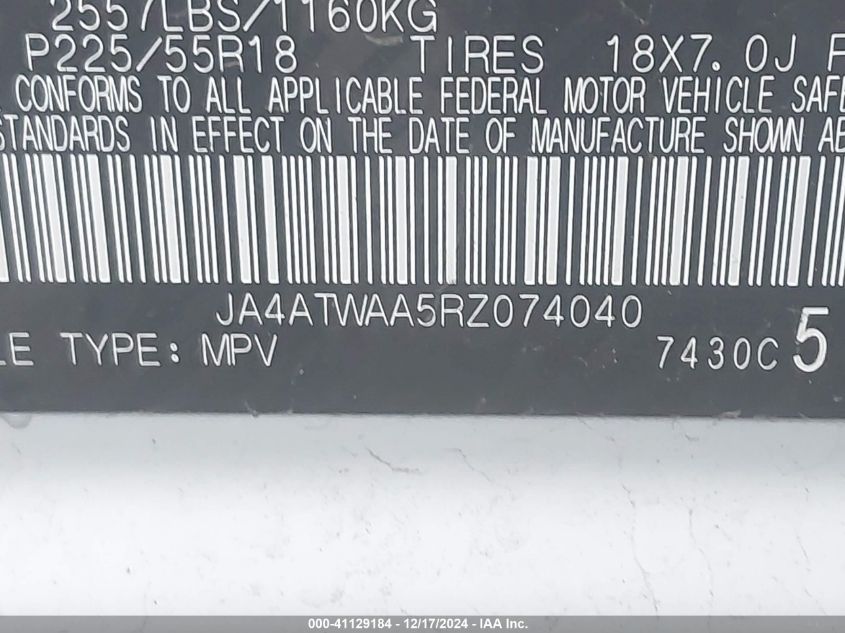 2557LBS/1160KG
P225/55R18 TIRES 18X7.0J
CONFORMS TO ALL APPLICABLE FEDERAL MOTOR VEHICLE SAFE
STANDARDS IN EFFECT ON THE DATE OF MANUFACTURE SHOWN AB
JA4ATWAA5RZ074040
LE TYPE: MPV 7430C 5
000-41129184 - 12/17/2024 - IAA Inc.